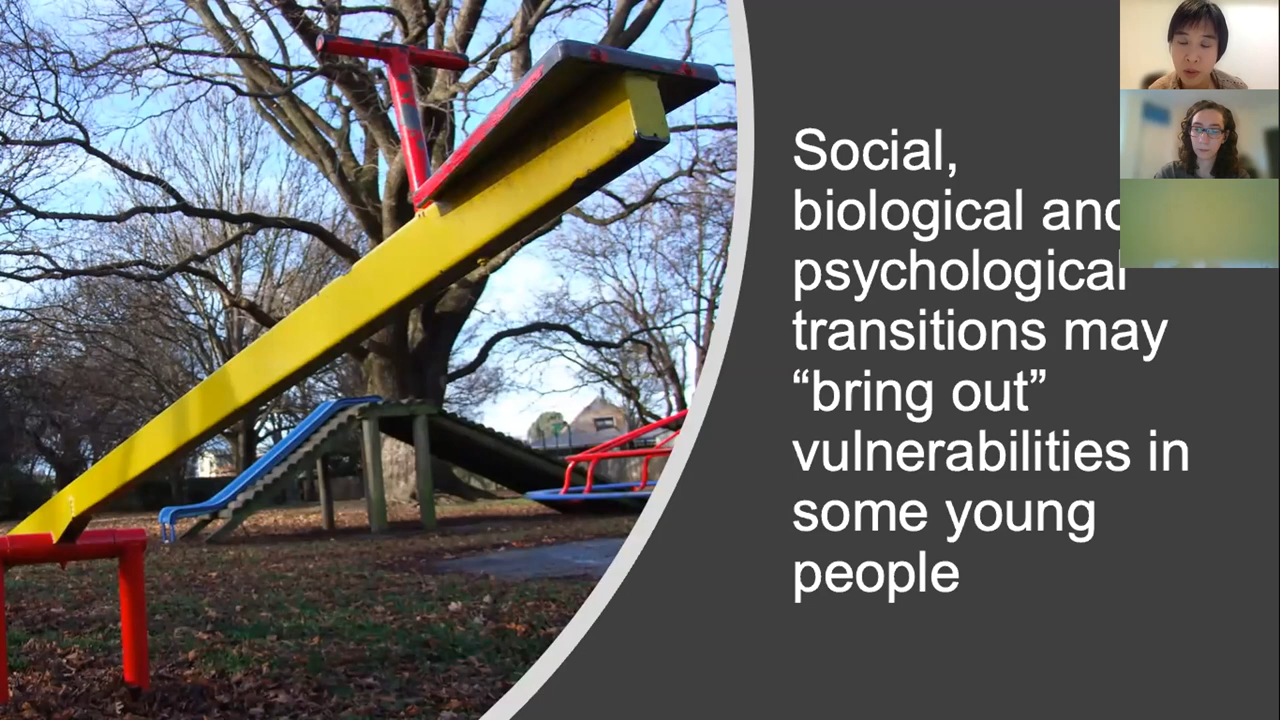 Social,
biological and
psychological
transitions may
“bring out”
vulnerabilities in
some young
people